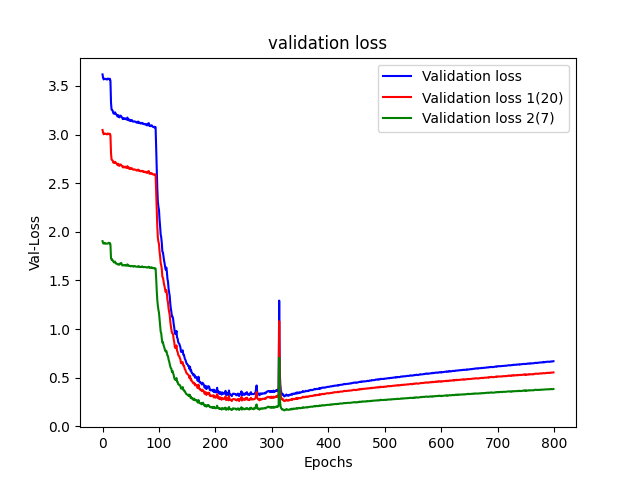 validation loss
Validation loss
Validation loss 1(20)
Validation loss 2(7)
Val-Loss
3.5
3.0
2.5
2.0
1.5
1.0
0.5
0.0
0 100 200 300 400 500 600 700 800
Epochs